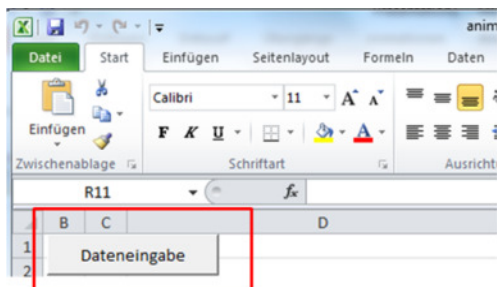 anim
Datei Start Einfügen Seitenlayout Formeln Daten
Calibri 11 A A
Einfügen F K U A
Zwischenablage Schriftart Ausricht
R11 fx
B C D
1 Dateneingabe
2